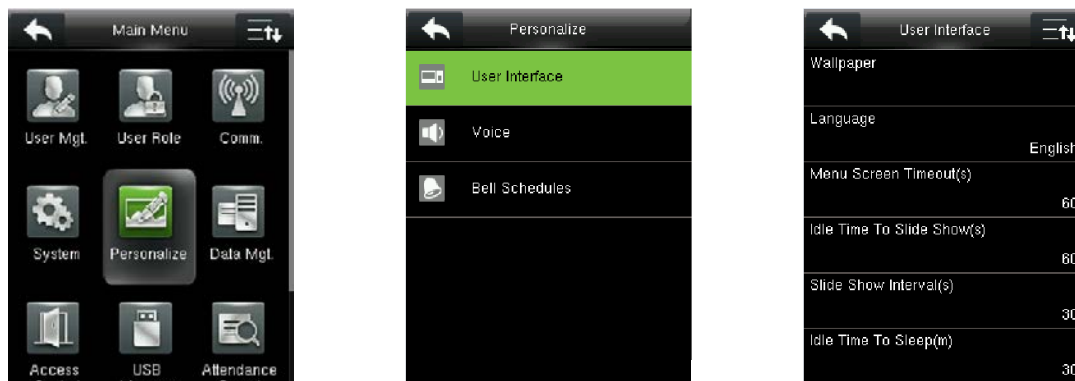 Main Menu
User Mgt.
User Role
Comm.
System
Personalize
Data Mgt.
Access
USB
Attendance
Personalize
User Interface
Voice
Bell Schedules
User Interface
Wallpaper
Language
English
Menu Screen Timeout(s)
60
Idle Time To Slide Show(s)
60
Slide Show Interval(s)
30
Idle Time To Sleep(m)
30